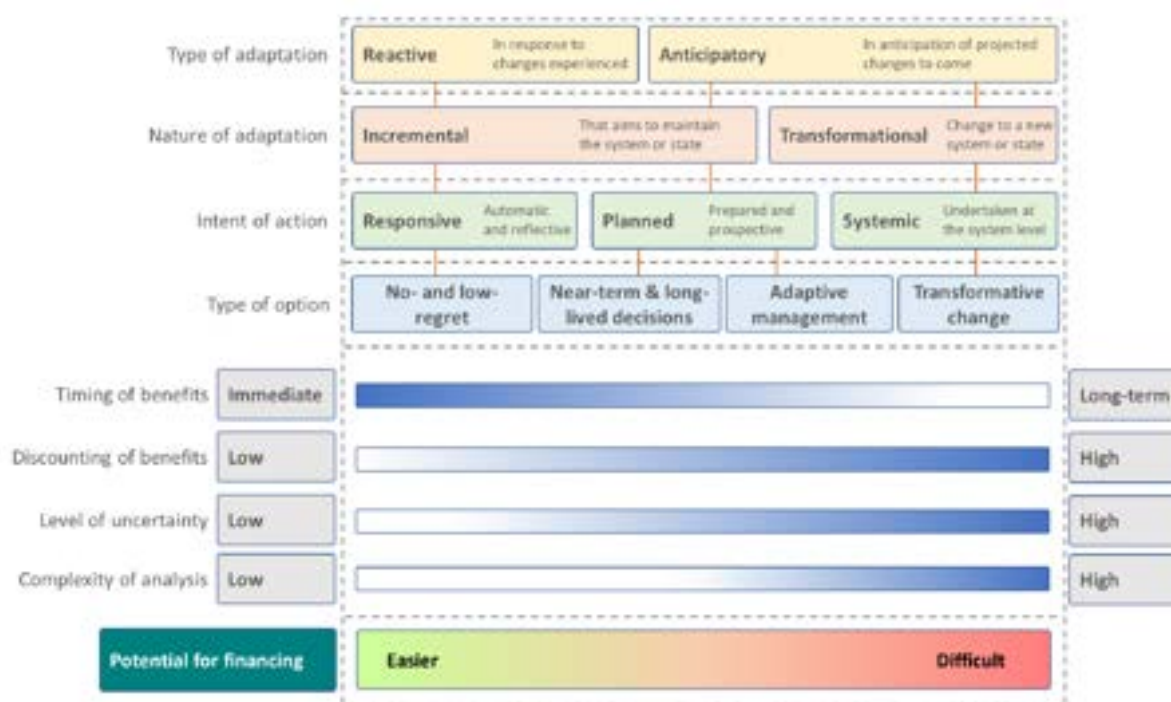 Type of adaptation
Reactive
In response to
changes experienced
Anticipatory
In anticipation of projected
changes to come
Nature of adaptation
Incremental
That aims to maintain
the system or state
Transformational
Change to a new
system or state
Intent of action
Responsive
Automatic
and reflective
Planned
Prepared and
prospective
Systemic
Undertaken at
the system level
Type of option
No- and low-
regret
Near-term & long-
lived decisions
Adaptive
management
Transformative
change
Timing of benefits
Immediate
Long-term
Discounting of benefits
Low
High
Level of uncertainty
Low
High
Complexity of analysis
Low
High
Potential for financing
Easier
Difficult